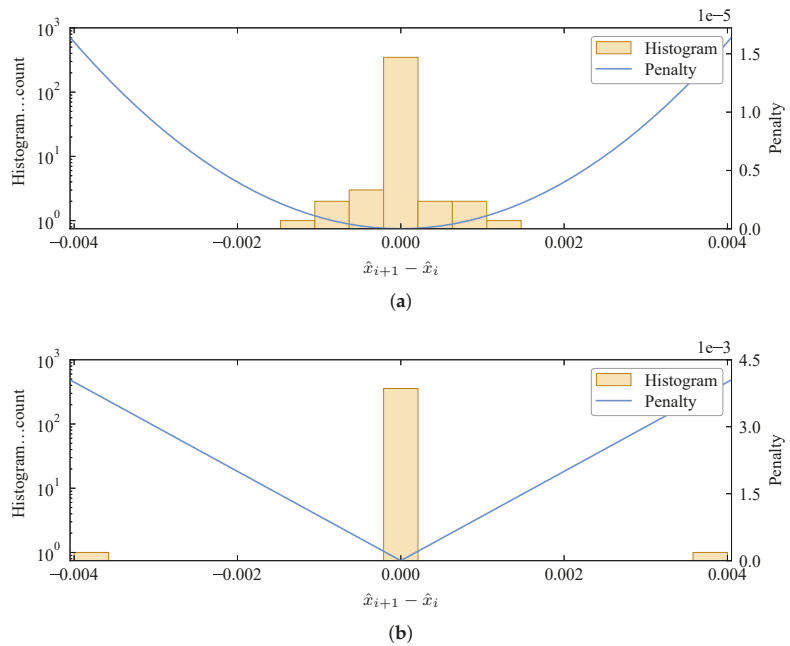 1e−5
10³
10²
10¹
10⁰
Histogram…count
Histogram
Penalty
1.5
1.0
0.5
0.0
Penalty
−0.004
−0.002
0.000
0.002
0.004
x̂ᵢ₊₁ − x̂ᵢ
(a)
1e−3
10³
10²
10¹
10⁰
Histogram…count
Histogram
Penalty
4.5
3.0
1.5
0.0
Penalty
−0.004
−0.002
0.000
0.002
0.004
x̂ᵢ₊₁ − x̂ᵢ
(b)